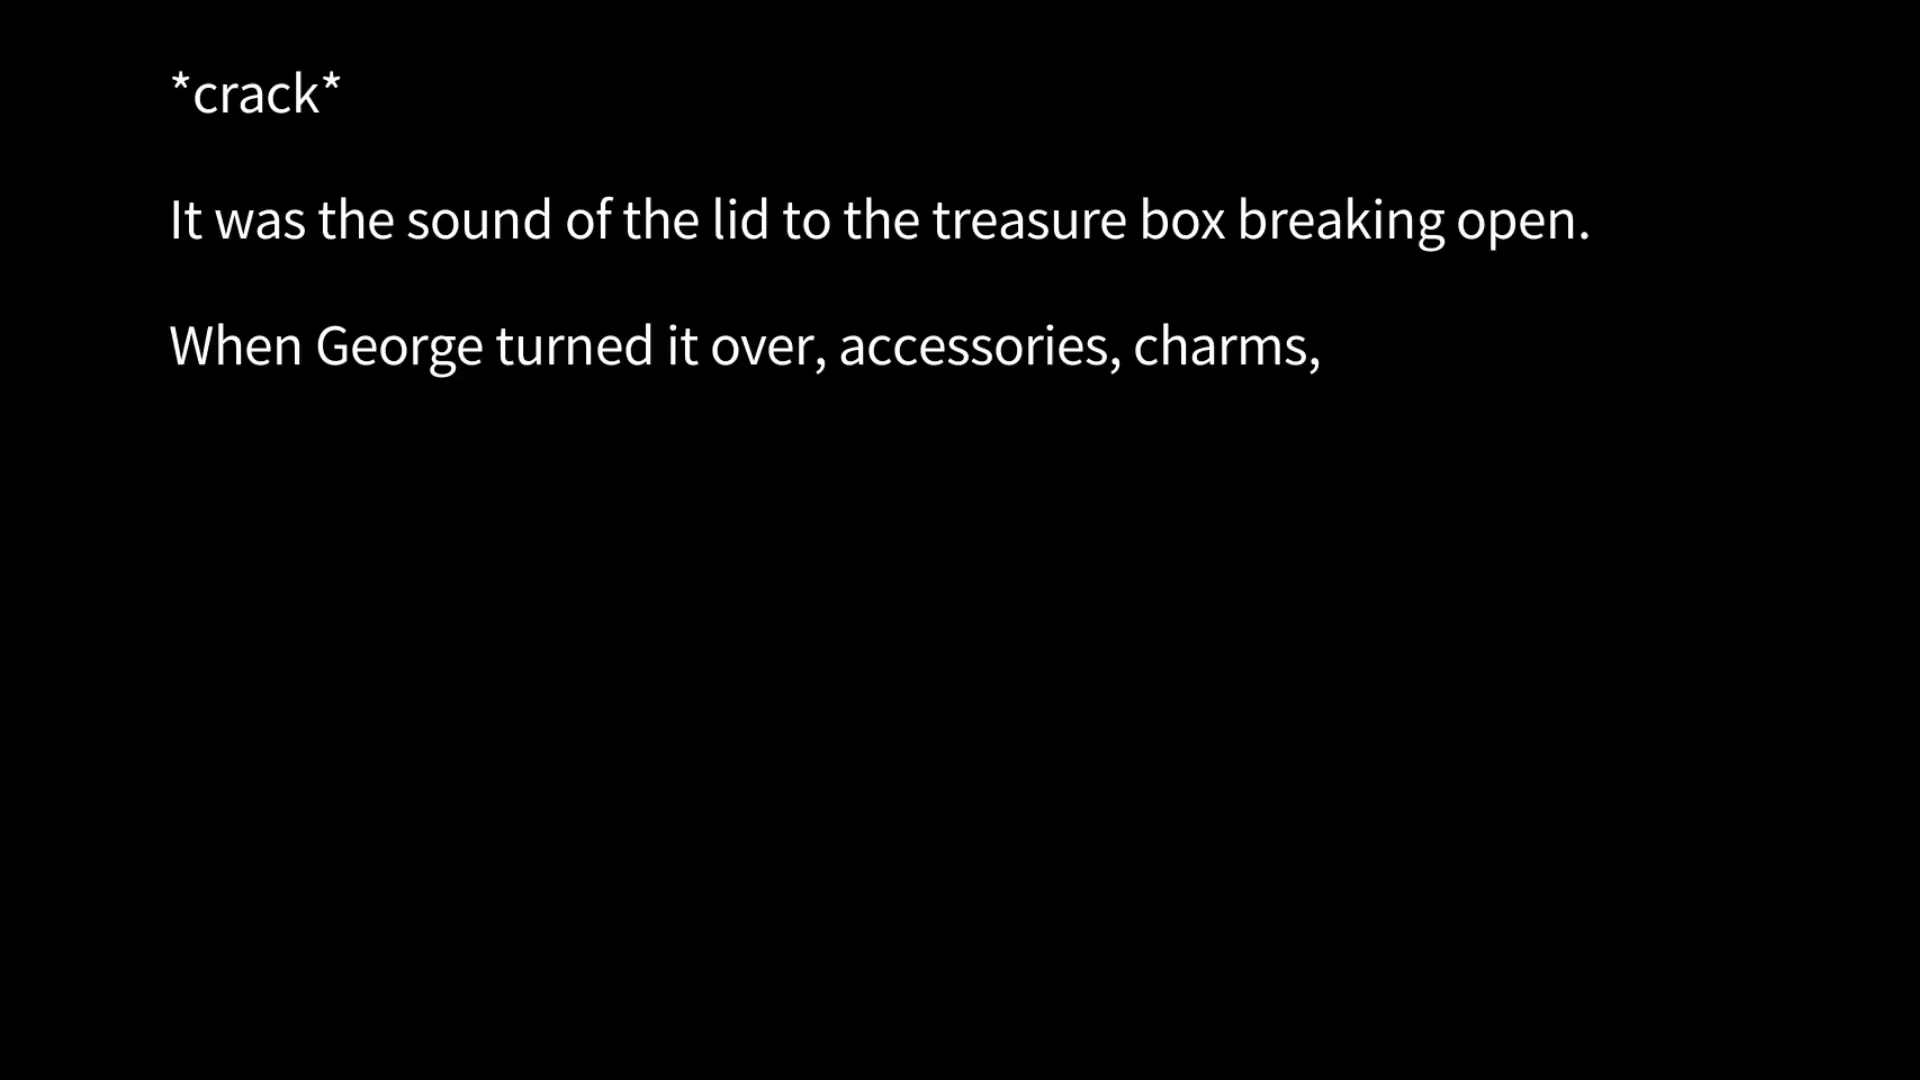 *crack*
It was the sound of the lid to the treasure box breaking open.
When George turned it over, accessories, charms,